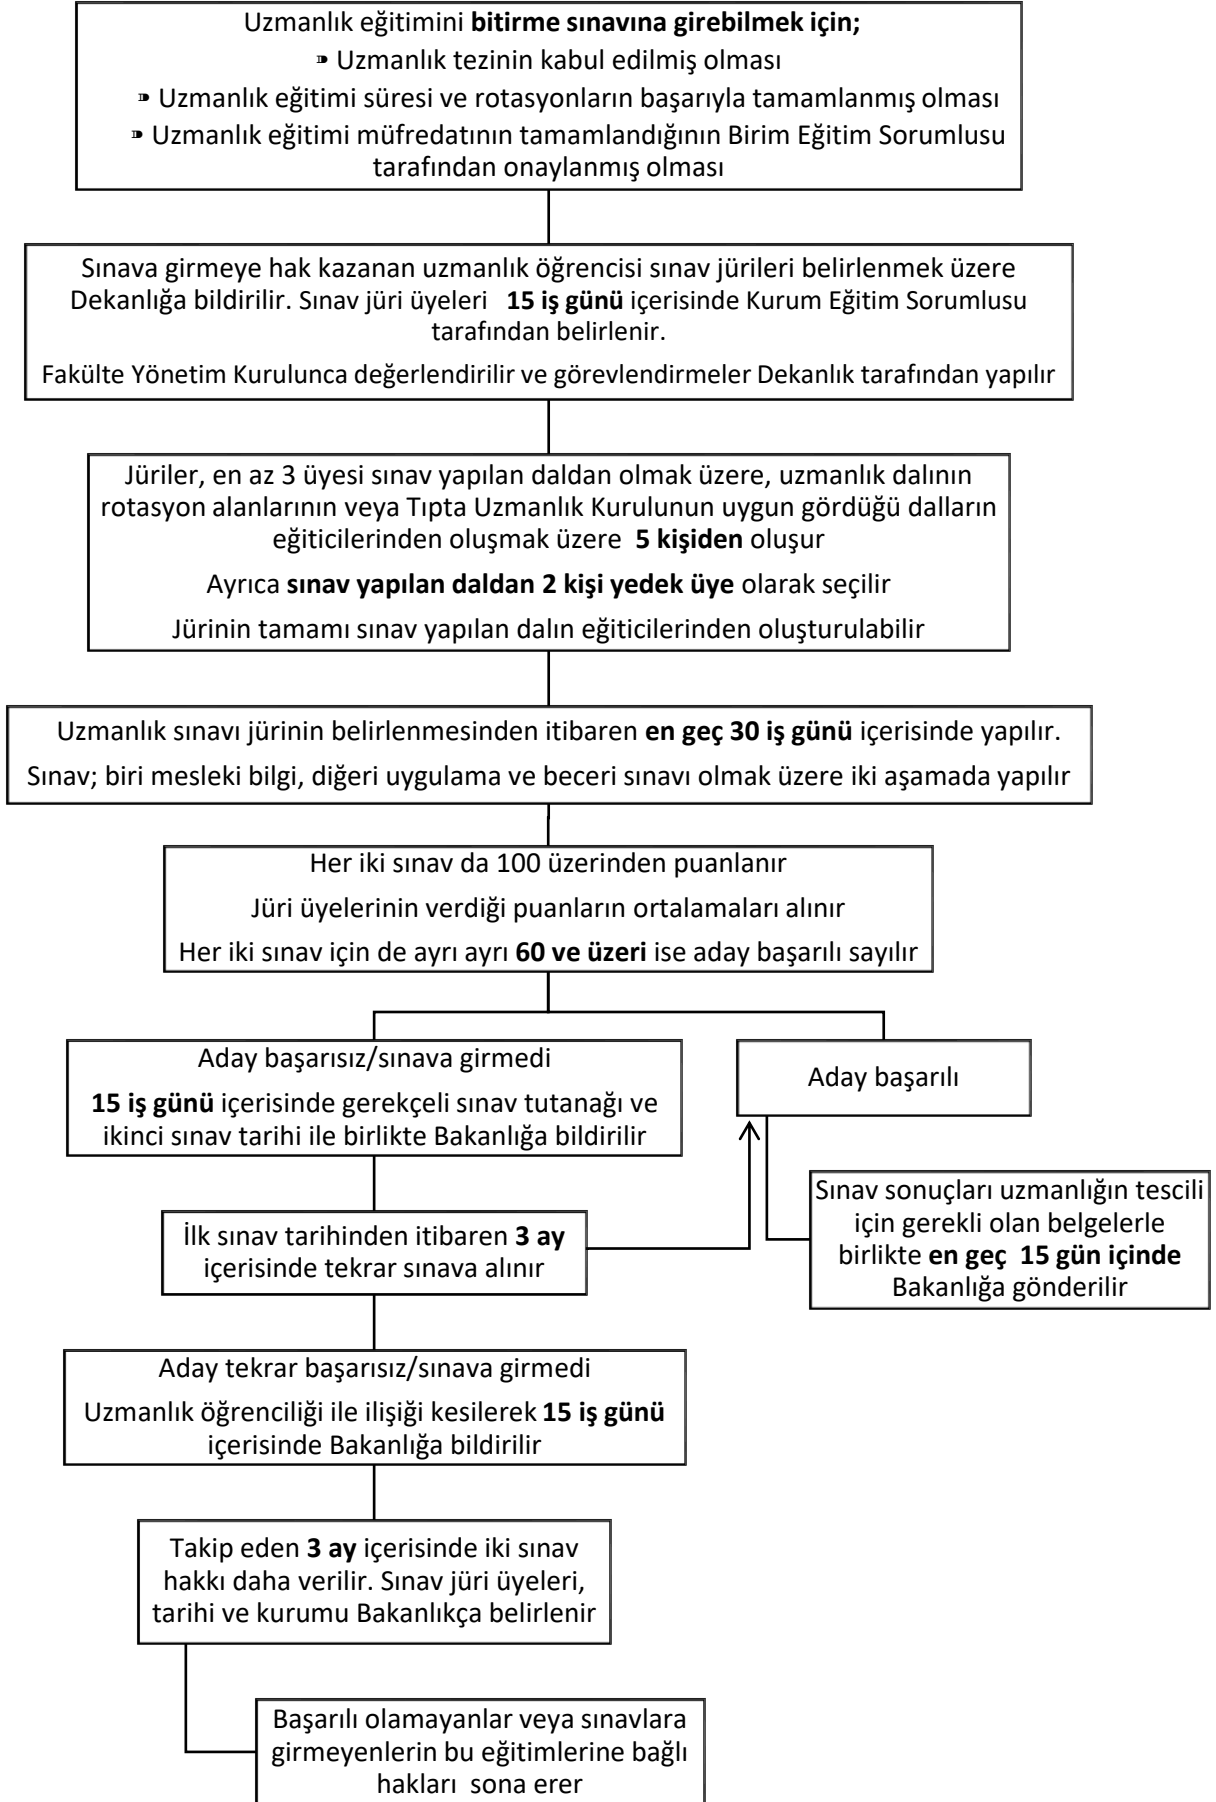 Uzmanlık eğitimini bitirme sınavına girebilmek için;
Uzmanlık tezinin kabul edilmiş olması
Uzmanlık eğitimi süresi ve rotasyonların başarıyla tamamlanmış olması
Uzmanlık eğitimi müfredatının tamamlandığının Birim Eğitim Sorumlusu
tarafından onaylanmış olması
Sınava girmeye hak kazanan uzmanlık öğrencisi sınav jürileri belirlenmek üzere
Dekanlığa bildirilir. Sınav jüri üyeleri 15 iş günü içerisinde Kurum Eğitim Sorumlusu
tarafından belirlenir.
Fakülte Yönetim Kurulunca değerlendirilir ve görevlendirmeler Dekanlık tarafından yapılır
Jüriler, en az 3 üyesi sınav yapılan daldan olmak üzere, uzmanlık dalının
rotasyon alanlarının veya Tıpta Uzmanlık Kurulunun uygun gördüğü dalların
eğiticilerinden oluşmak üzere 5 kişiden oluşur
Ayrıca sınav yapılan daldan 2 kişi yedek üye olarak seçilir
Jürinin tamamı sınav yapılan dalın eğiticilerinden oluşturulabilir
Uzmanlık sınavı jürinin belirlenmesinden itibaren en geç 30 iş günü içerisinde yapılır.
Sınav; biri mesleki bilgi, diğeri uygulama ve beceri sınavı olmak üzere iki aşamada yapılır
Her iki sınav da 100 üzerinden puanlanır
Jüri üyelerinin verdiği puanların ortalamaları alınır
Her iki sınav için de ayrı ayrı 60 ve üzeri ise aday başarılı sayılır
Aday başarısız/sınava girmedi
15 iş günü içerisinde gerekçeli sınav tutanağı ve
ikinci sınav tarihi ile birlikte Bakanlığa bildirilir
Aday başarılı
Sınav sonuçları uzmanlığın tescili
için gerekli olan belgelerle
birlikte en geç 15 gün içinde
Bakanlığa gönderilir
İlk sınav tarihinden itibaren 3 ay
içerisinde tekrar sınava alınır
Aday tekrar başarısız/sınava girmedi
Uzmanlık öğrenciliği ile ilişiği kesilerek 15 iş günü
içerisinde Bakanlığa bildirilir
Takip eden 3 ay içerisinde iki sınav
hakkı daha verilir. Sınav jüri üyeleri,
tarihi ve kurumu Bakanlıkça belirlenir
Başarılı olamayanlar veya sınavlara
girmeyenlerin bu eğitimlerine bağlı
hakları sona erer